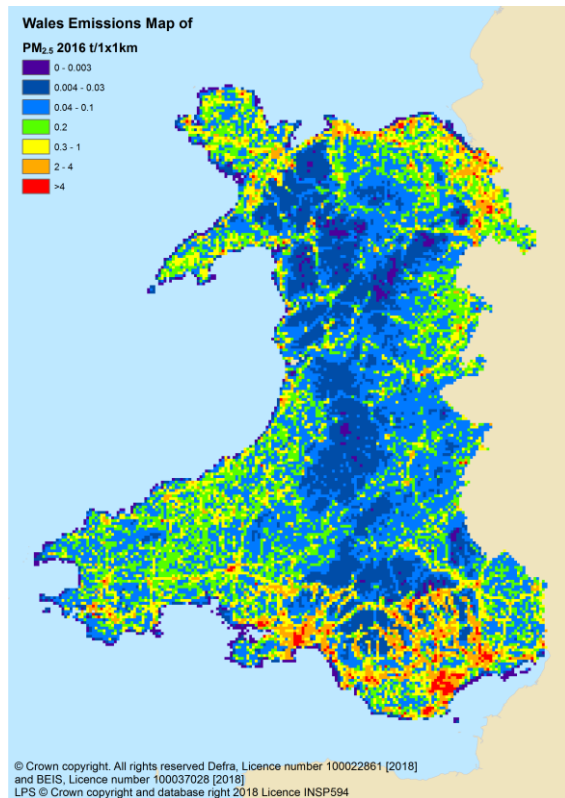 Wales Emissions Map of
PM2.5 2016 t/1x1km
0 - 0.003
0.004 - 0.03
0.04 - 0.1
0.2
0.3 - 1
2 - 4
>4
© Crown copyright. All rights reserved Defra, Licence number 100022861 [2018]
and BEIS, Licence number 100037028 [2018]
LPS © Crown copyright and database right 2018 Licence INSP594